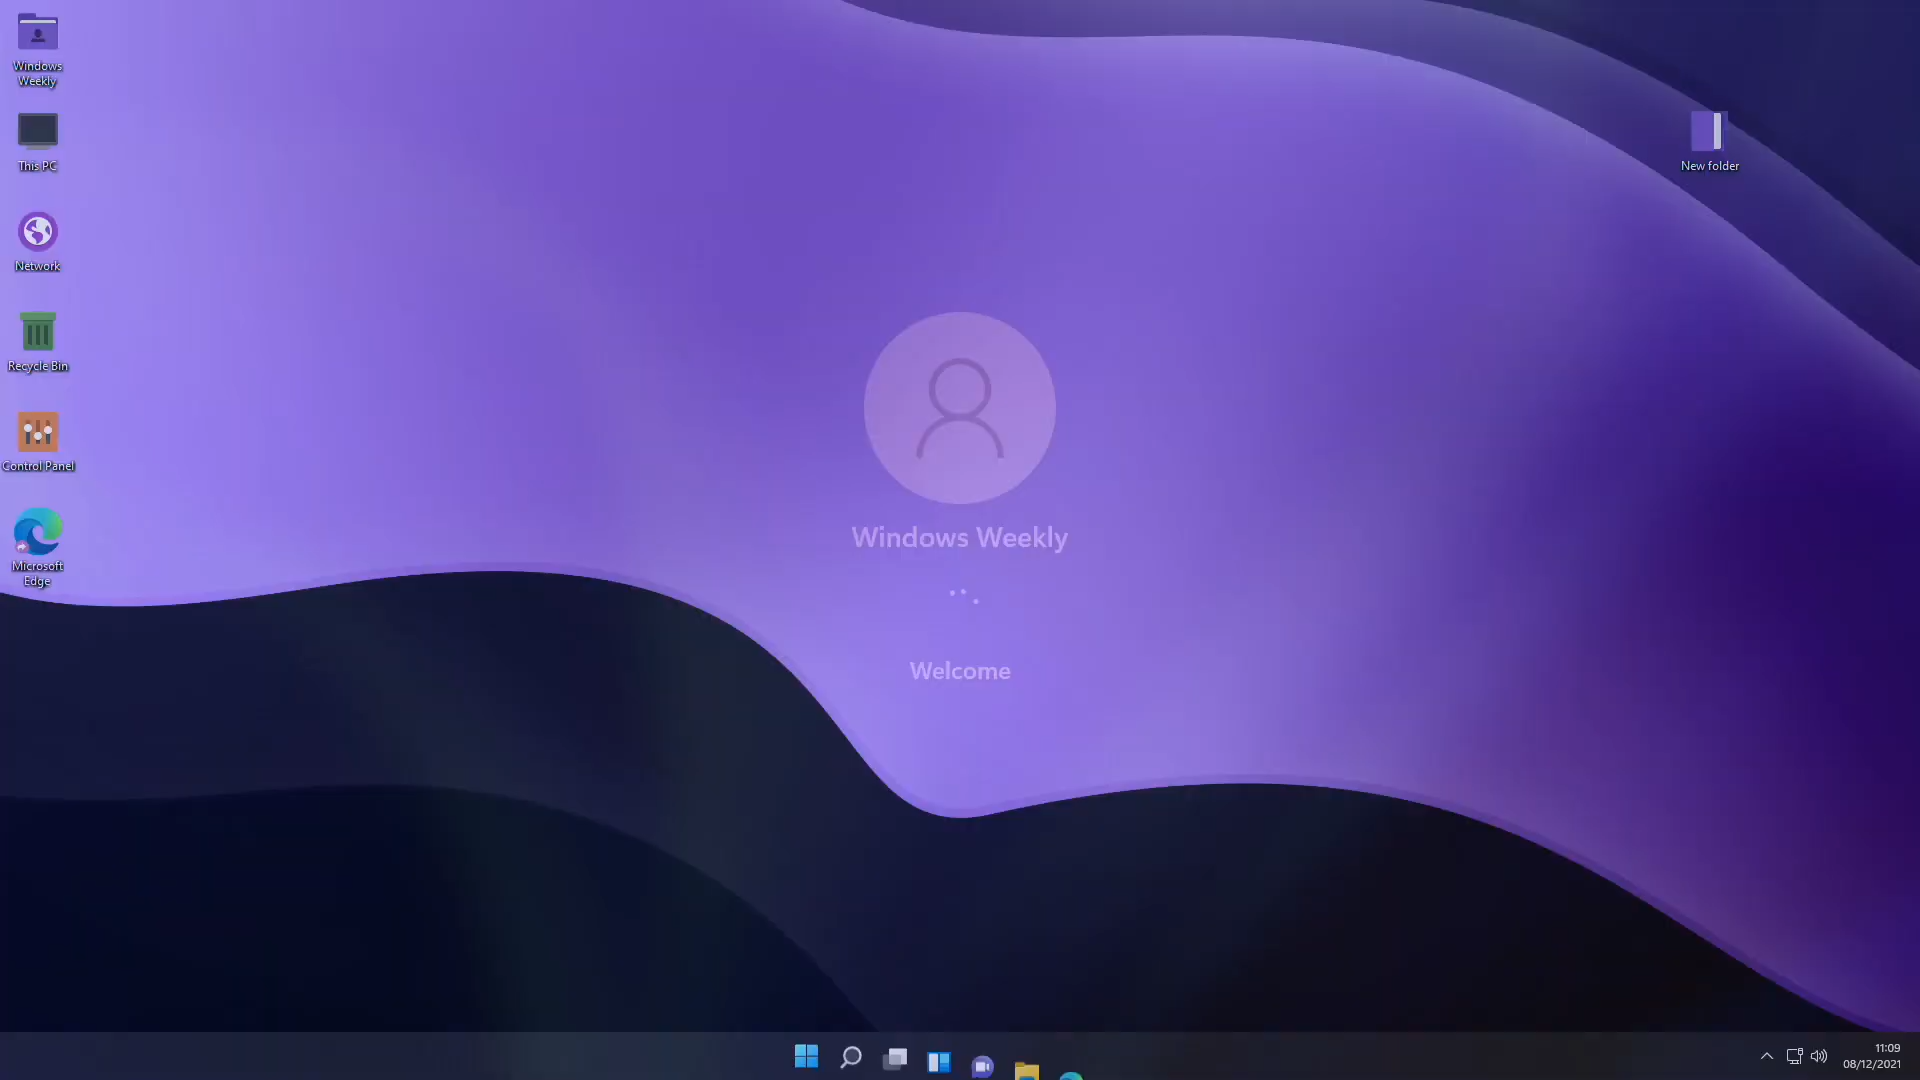 Windows
Weekly
This PC
Network
Recycle Bin
Control Panel
Microsoft
Edge
New folder
Windows Weekly
Welcome
11:09
08/12/2021